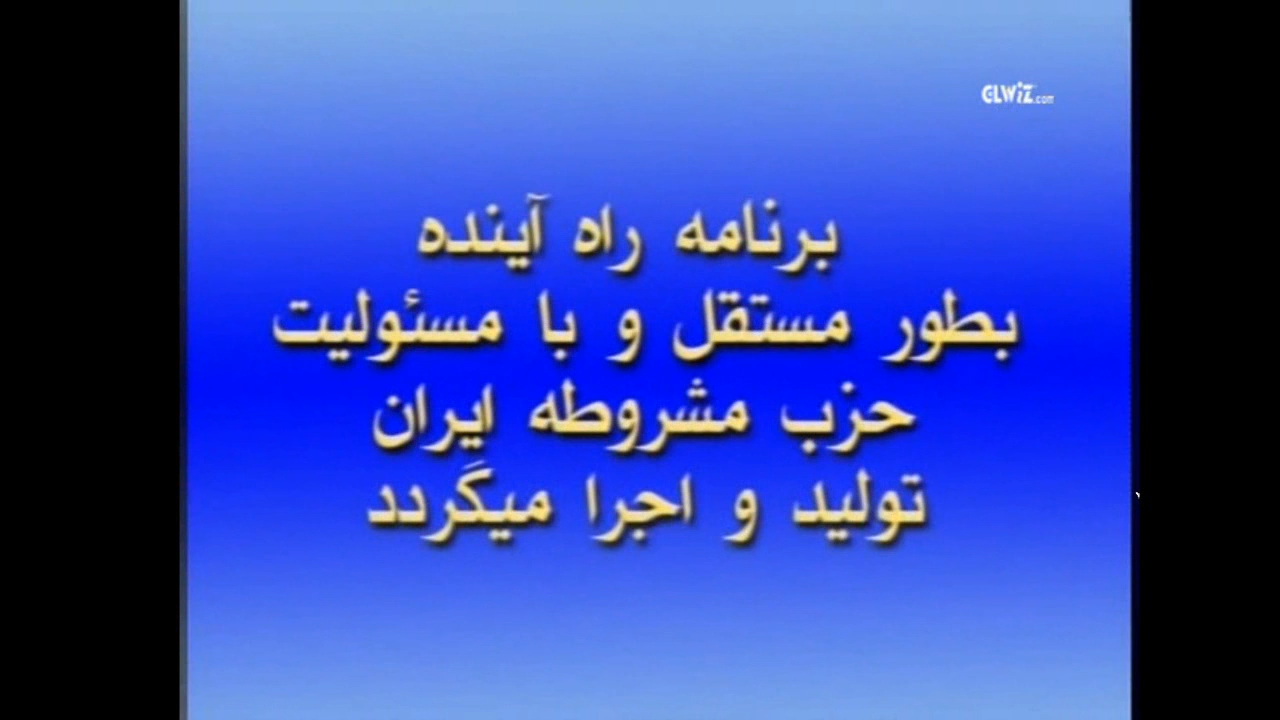 GLWiZ.com
برنامه راه آینده
بطور مستقل و با مسئولیت
حزب مشروطه ایران
تولید و اجرا میگردد